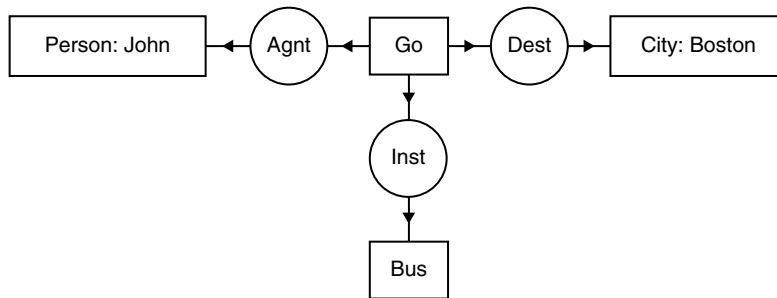 Person: John
Agnt
Go
Dest
City: Boston
Inst
Bus